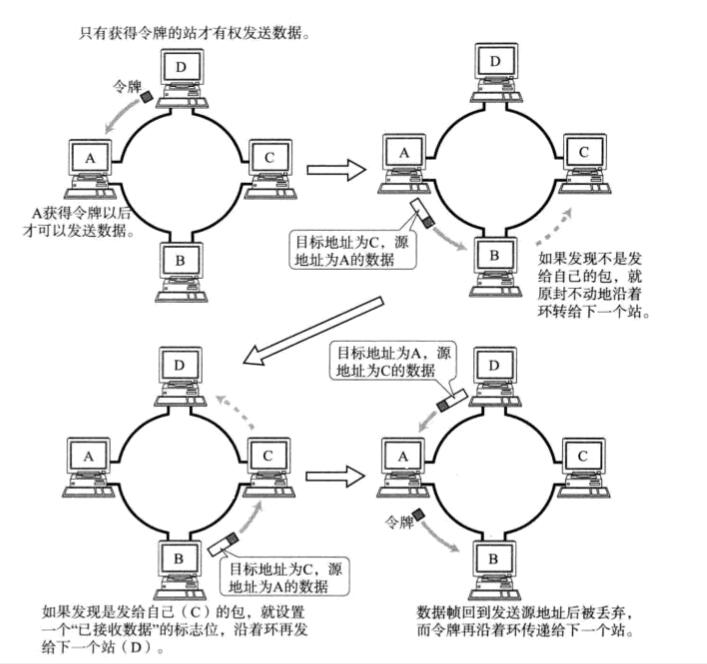 只有获得令牌的站才有权发送数据。
D
令牌
A
C
A获得令牌以后
才可以发送数据。
B
D
A
C
目标地址为C，源
地址为A的数据
B
如果发现不是发
给自己的包，就
原封不动地沿着
环转给下一个站。
D
A
C
B
目标地址为C，源
地址为A的数据
如果发现是发给自己（C）的包，就设置
一个“已接收数据”的标志位，沿着环再发
给下一个站（D）。
目标地址为A，源
地址为C的数据
D
A
C
令牌
B
数据帧回到发送源地址后被丢弃，
而令牌再沿着环传递给下一个站。